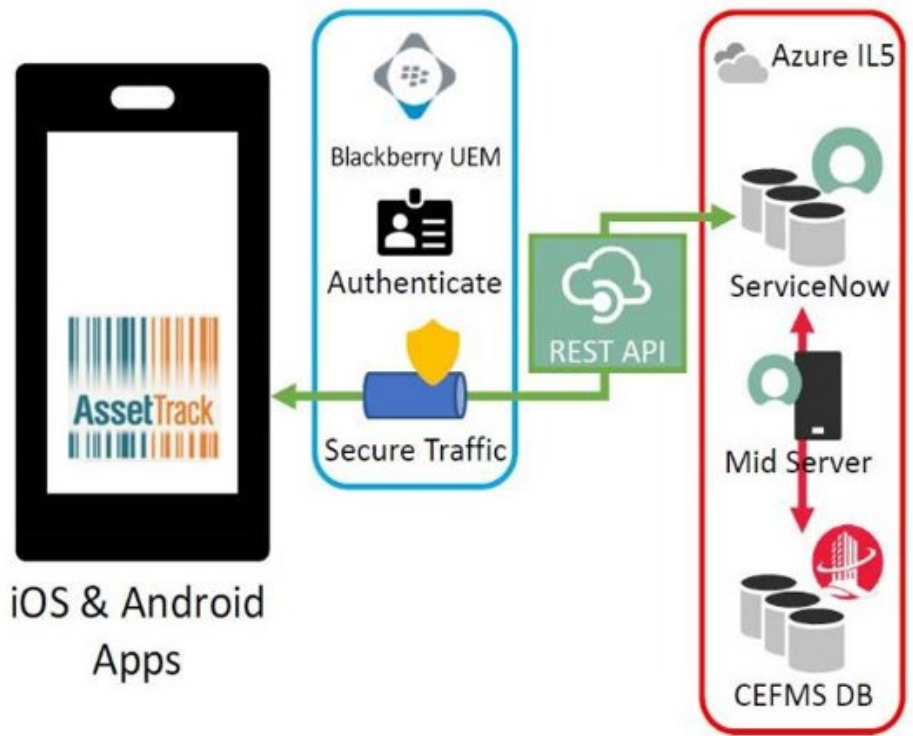 AssetTrack
iOS & Android
Apps
Blackberry UEM
Authenticate
Secure Traffic
REST API
Azure IL5
ServiceNow
Mid Server
CEFMS DB